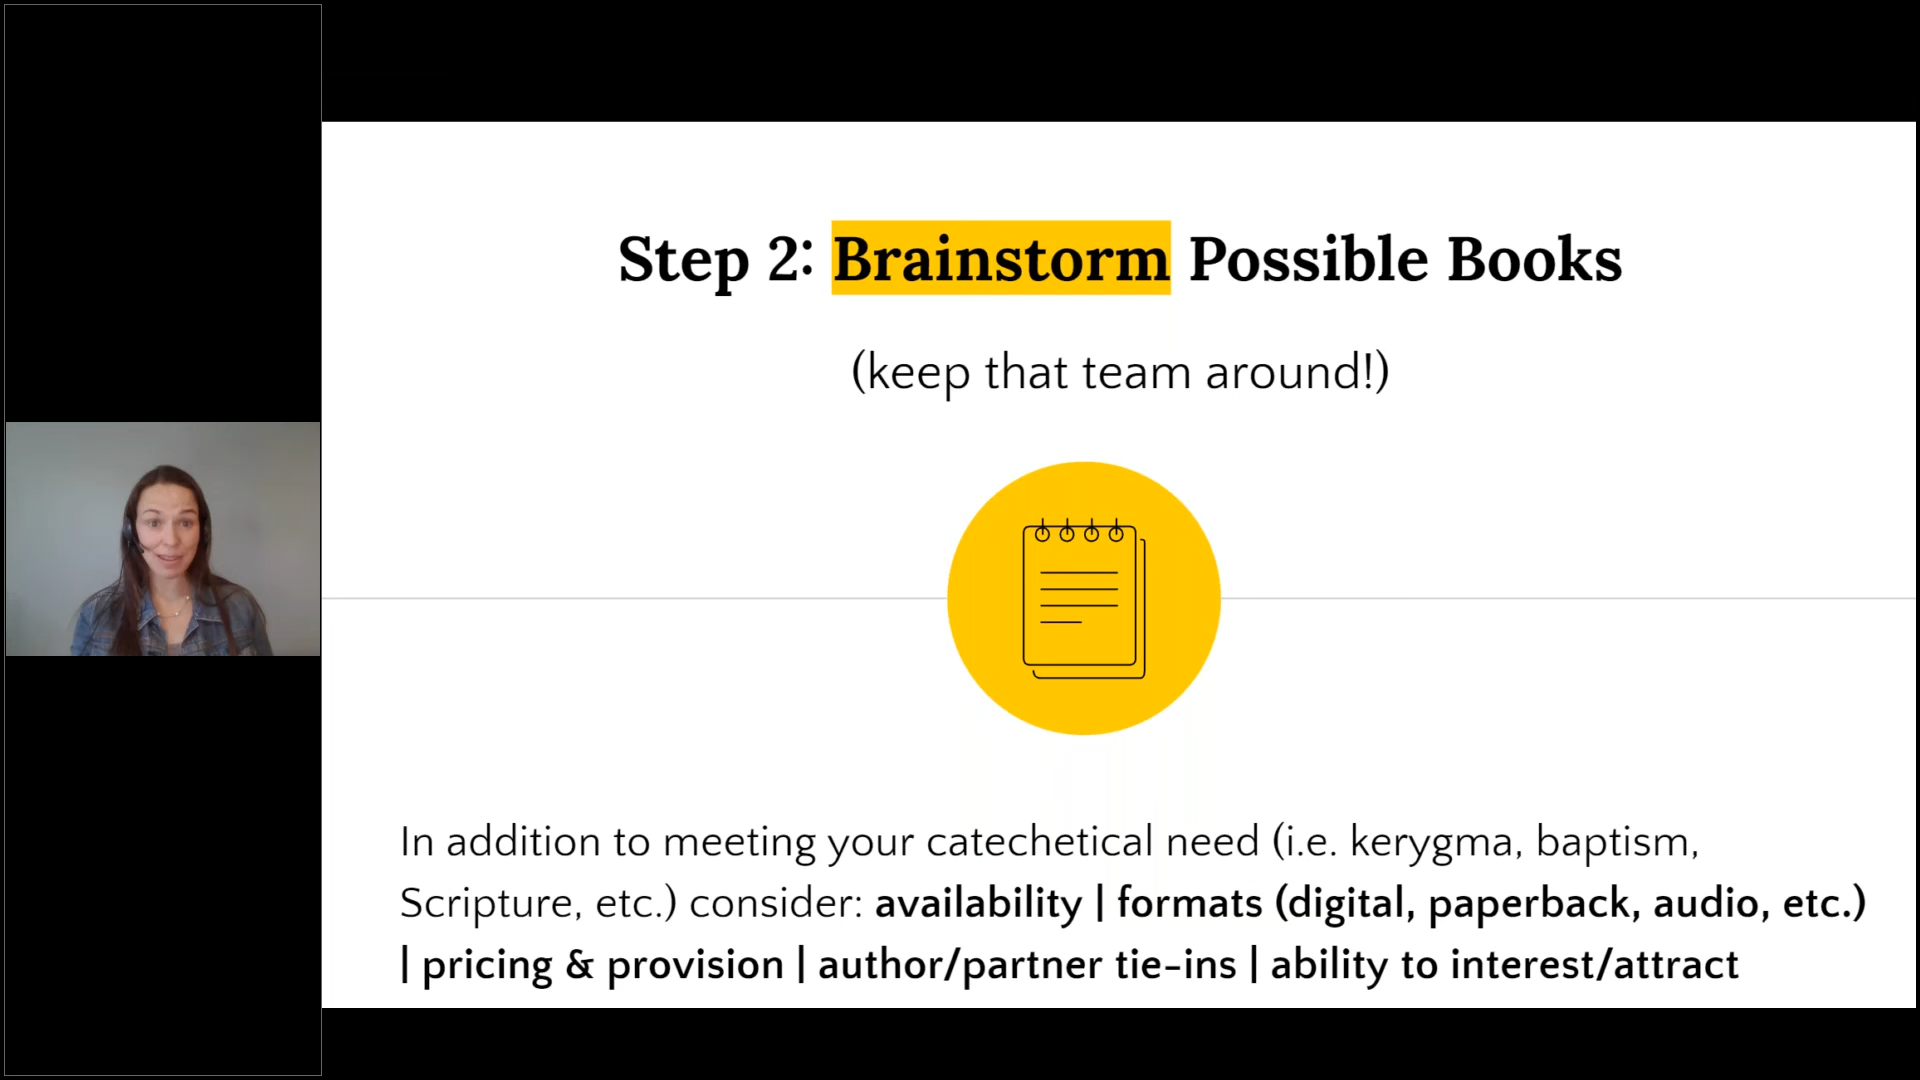 Step 2: Brainstorm Possible Books
(keep that team around!)
In addition to meeting your catechetical need (i.e. kerygma, baptism,
Scripture, etc.) consider: availability | formats (digital, paperback, audio, etc.)
| pricing & provision | author/partner tie-ins | ability to interest/attract